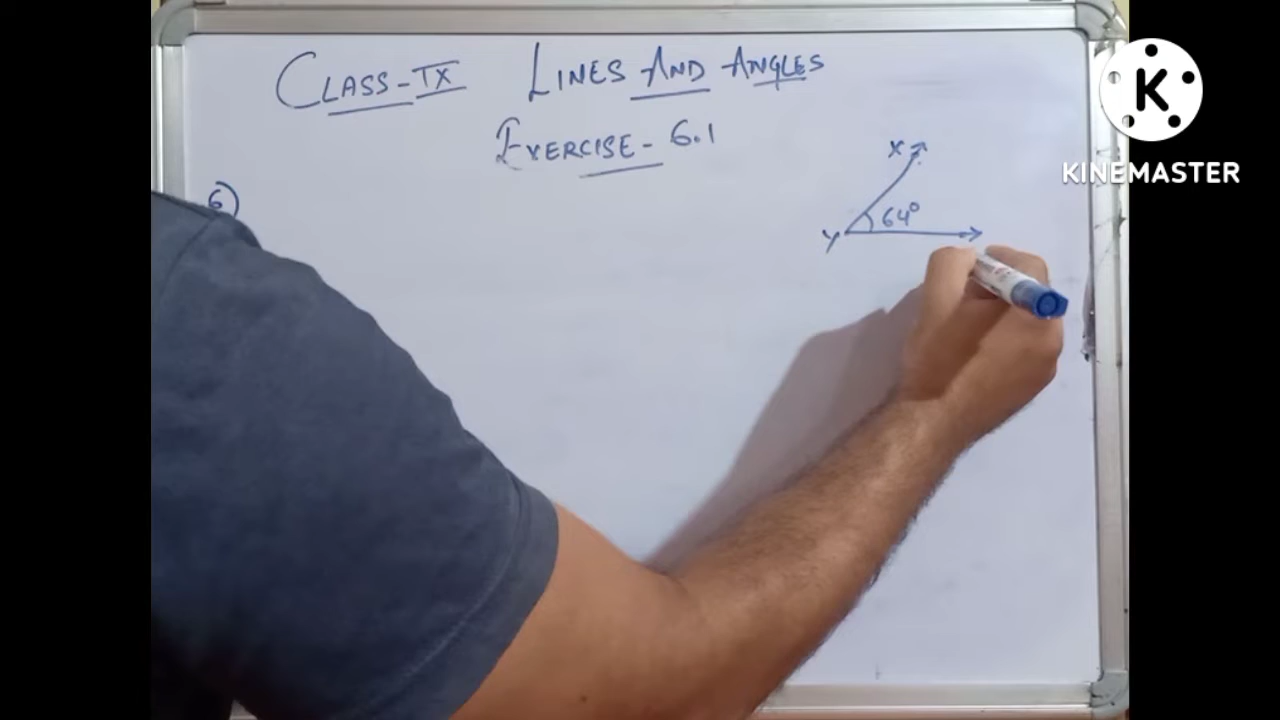 CLASS-IX LINES AND ANGLES
EXERCISE- 6.1
6)
X
64°
Y
K
KINEMASTER